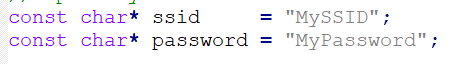 const char* ssid     = "MySSID";
const char* password = "MyPassword";